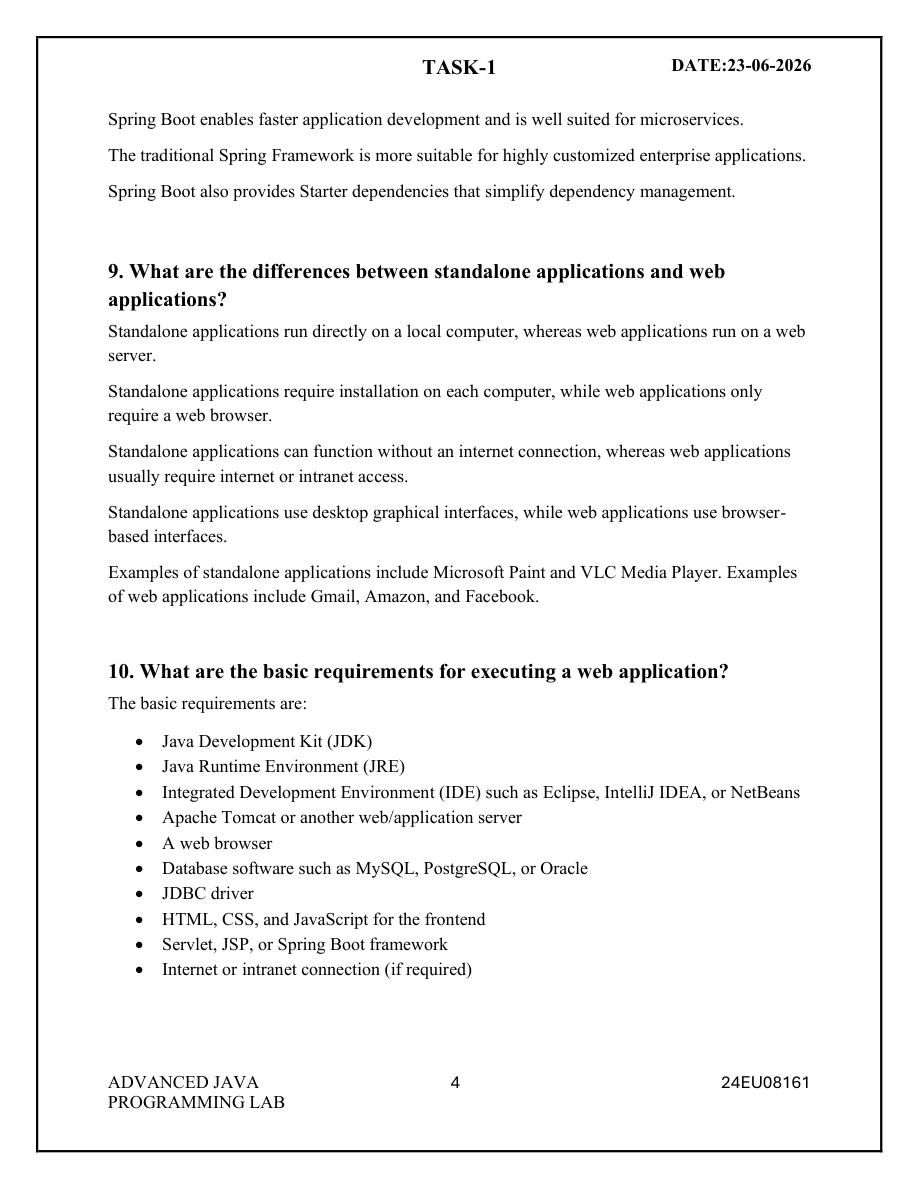 TASK-1
DATE:23-06-2026
Spring Boot enables faster application development and is well suited for microservices.
The traditional Spring Framework is more suitable for highly customized enterprise applications.
Spring Boot also provides Starter dependencies that simplify dependency management.
9. What are the differences between standalone applications and web
applications?
Standalone applications run directly on a local computer, whereas web applications run on a web
server.
Standalone applications require installation on each computer, while web applications only
require a web browser.
Standalone applications can function without an internet connection, whereas web applications
usually require internet or intranet access.
Standalone applications use desktop graphical interfaces, while web applications use browser-
based interfaces.
Examples of standalone applications include Microsoft Paint and VLC Media Player. Examples
of web applications include Gmail, Amazon, and Facebook.
10. What are the basic requirements for executing a web application?
The basic requirements are:
• Java Development Kit (JDK)
• Java Runtime Environment (JRE)
• Integrated Development Environment (IDE) such as Eclipse, IntelliJ IDEA, or NetBeans
• Apache Tomcat or another web/application server
• A web browser
• Database software such as MySQL, PostgreSQL, or Oracle
• JDBC driver
• HTML, CSS, and JavaScript for the frontend
• Servlet, JSP, or Spring Boot framework
• Internet or intranet connection (if required)
ADVANCED JAVA
PROGRAMMING LAB
4
24EU08161